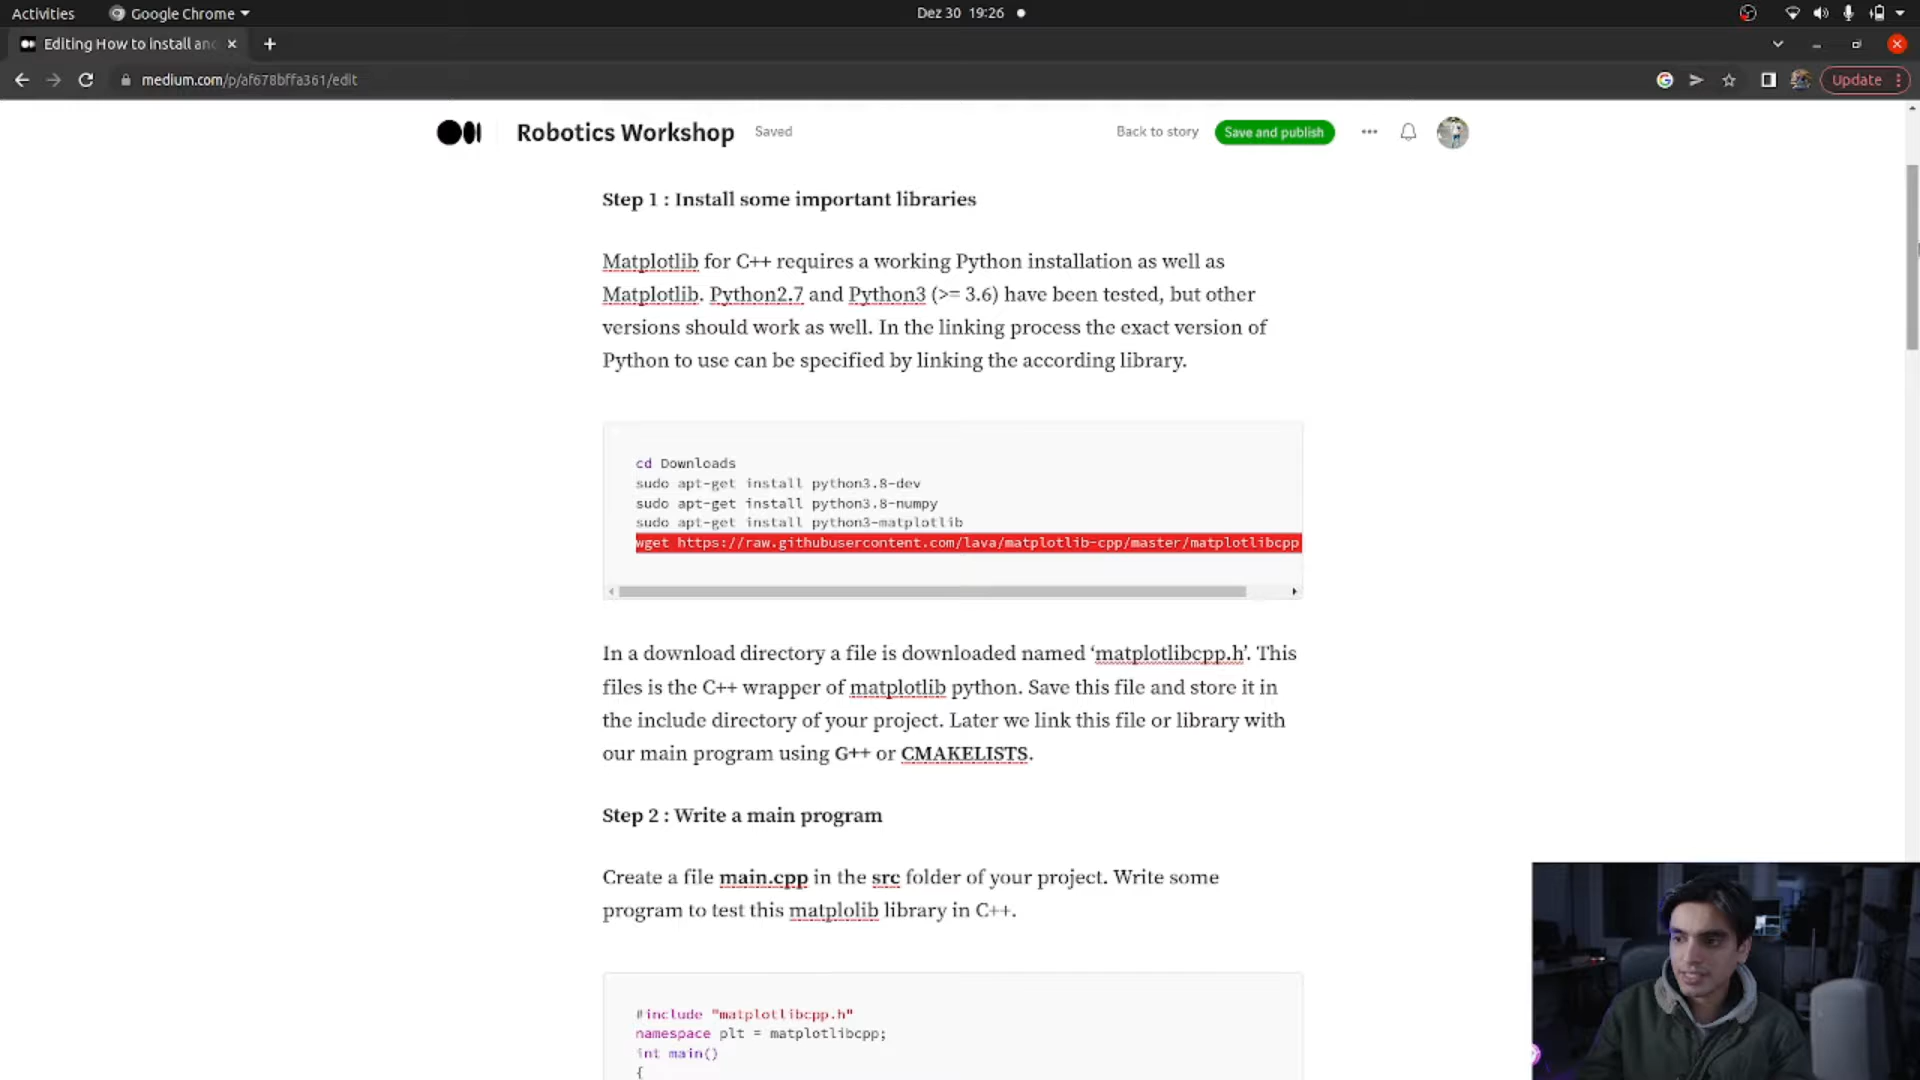 Activities
Google Chrome
Dez 30 19:26
Editing How to install and
medium.com/p/af678bffa361/edit
Update
Robotics Workshop
Saved
Back to story
Save and publish
Step 1 : Install some important libraries
Matplotlib for C++ requires a working Python installation as well as
Matplotlib. Python2.7 and Python3 (>= 3.6) have been tested, but other
versions should work as well. In the linking process the exact version of
Python to use can be specified by linking the according library.
cd Downloads
sudo apt-get install python3.8-dev
sudo apt-get install python3.8-numpy
sudo apt-get install python3-matplotlib
wget https://raw.githubusercontent.com/lava/matplotlib-cpp/master/matplotlibcpp
In a download directory a file is downloaded named ‘matplotlibcpp.h’. This
files is the C++ wrapper of matplotlib python. Save this file and store it in
the include directory of your project. Later we link this file or library with
our main program using G++ or CMAKELISTS.
Step 2 : Write a main program
Create a file main.cpp in the src folder of your project. Write some
program to test this matplolib library in C++.
#include "matplotlibcpp.h"
namespace plt = matplotlibcpp;
int main()
{